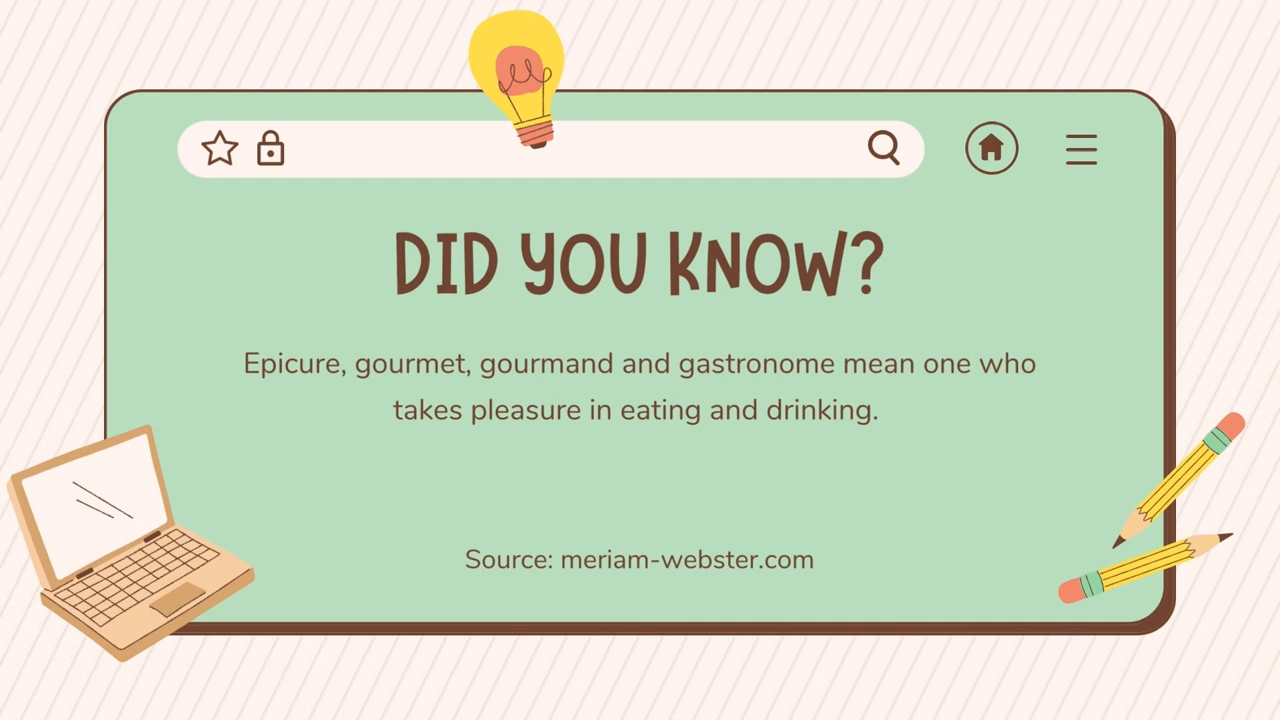 DID YOU KNOW?
Epicure, gourmet, gourmand and gastronome mean one who
takes pleasure in eating and drinking.
Source: meriam-webster.com